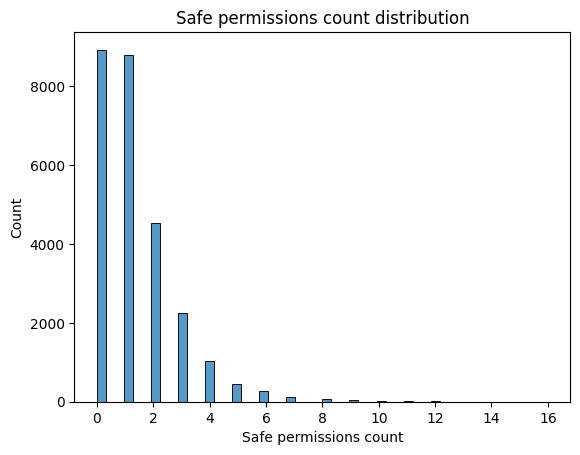 Safe permissions count distribution
Count
8000
6000
4000
2000
0
0 2 4 6 8 10 12 14 16
Safe permissions count